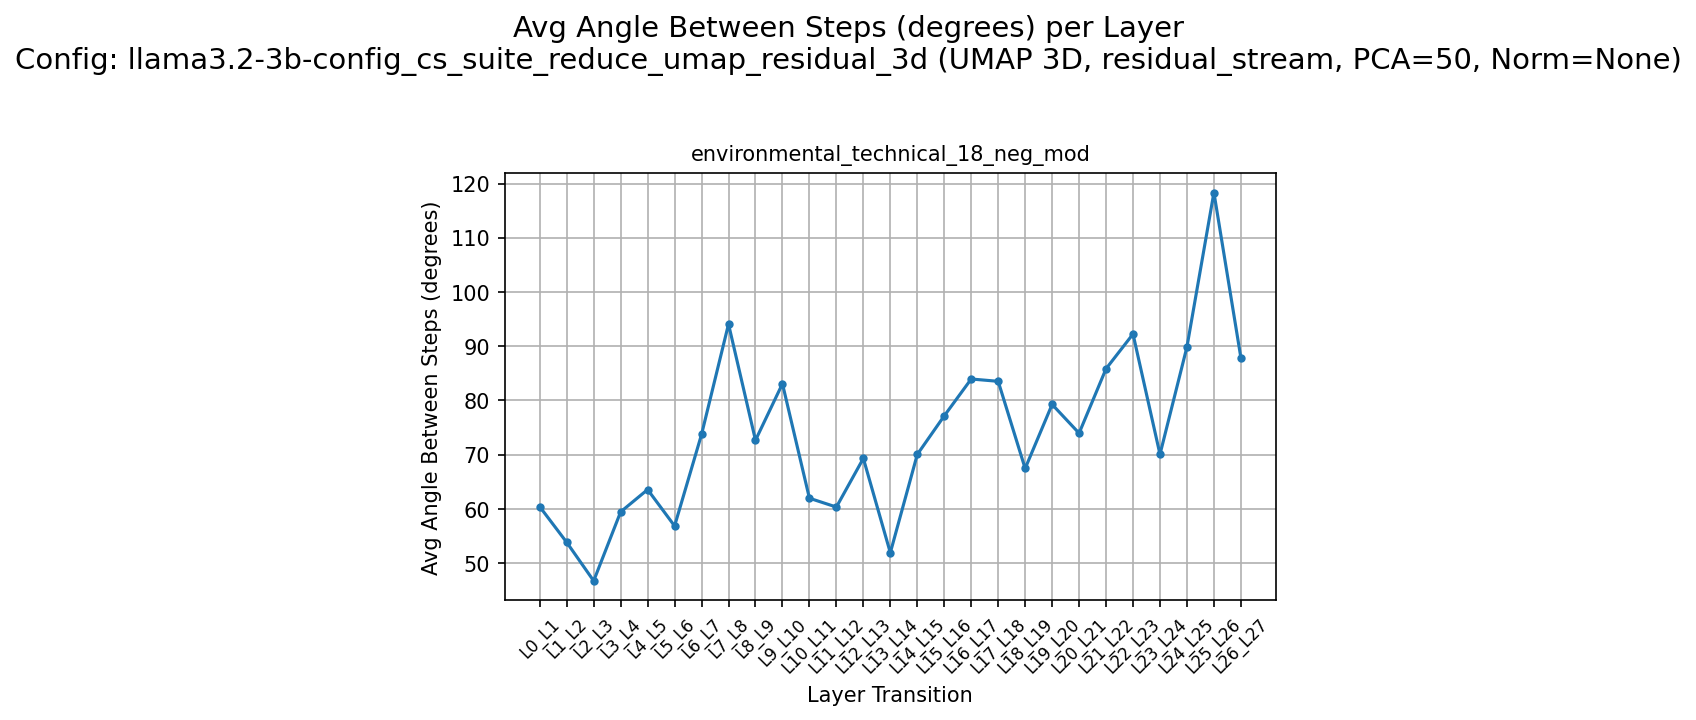 Avg Angle Between Steps (degrees) per Layer
Config: llama3.2-3b-config_cs_suite_reduce_umap_residual_3d (UMAP 3D, residual_stream, PCA=50, Norm=None)
environmental_technical_18_neg_mod
Avg Angle Between Steps (degrees)
120
110
100
90
80
70
60
50
L0_L1
L1_L2
L2_L3
L3_L4
L4_L5
L5_L6
L6_L7
L7_L8
L8_L9
L9_L10
L10_L11
L11_L12
L12_L13
L13_L14
L14_L15
L15_L16
L16_L17
L17_L18
L18_L19
L19_L20
L20_L21
L21_L22
L22_L23
L23_L24
L24_L25
L25_L26
L26_L27
Layer Transition